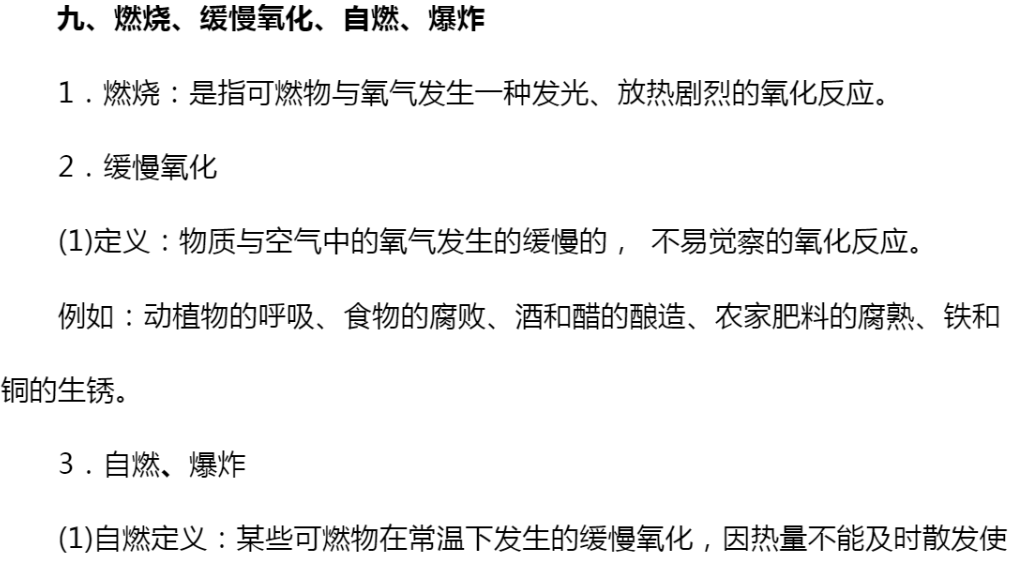 九、燃烧、缓慢氧化、自燃、爆炸
1．燃烧：是指可燃物与氧气发生一种发光、放热剧烈的氧化反应。
2．缓慢氧化
(1)定义：物质与空气中的氧气发生的缓慢的， 不易觉察的氧化反应。
例如：动植物的呼吸、食物的腐败、酒和醋的酿造、农家肥料的腐熟、铁和
铜的生锈。
3．自燃、爆炸
(1)自燃定义：某些可燃物在常温下发生的缓慢氧化，因热量不能及时散发使